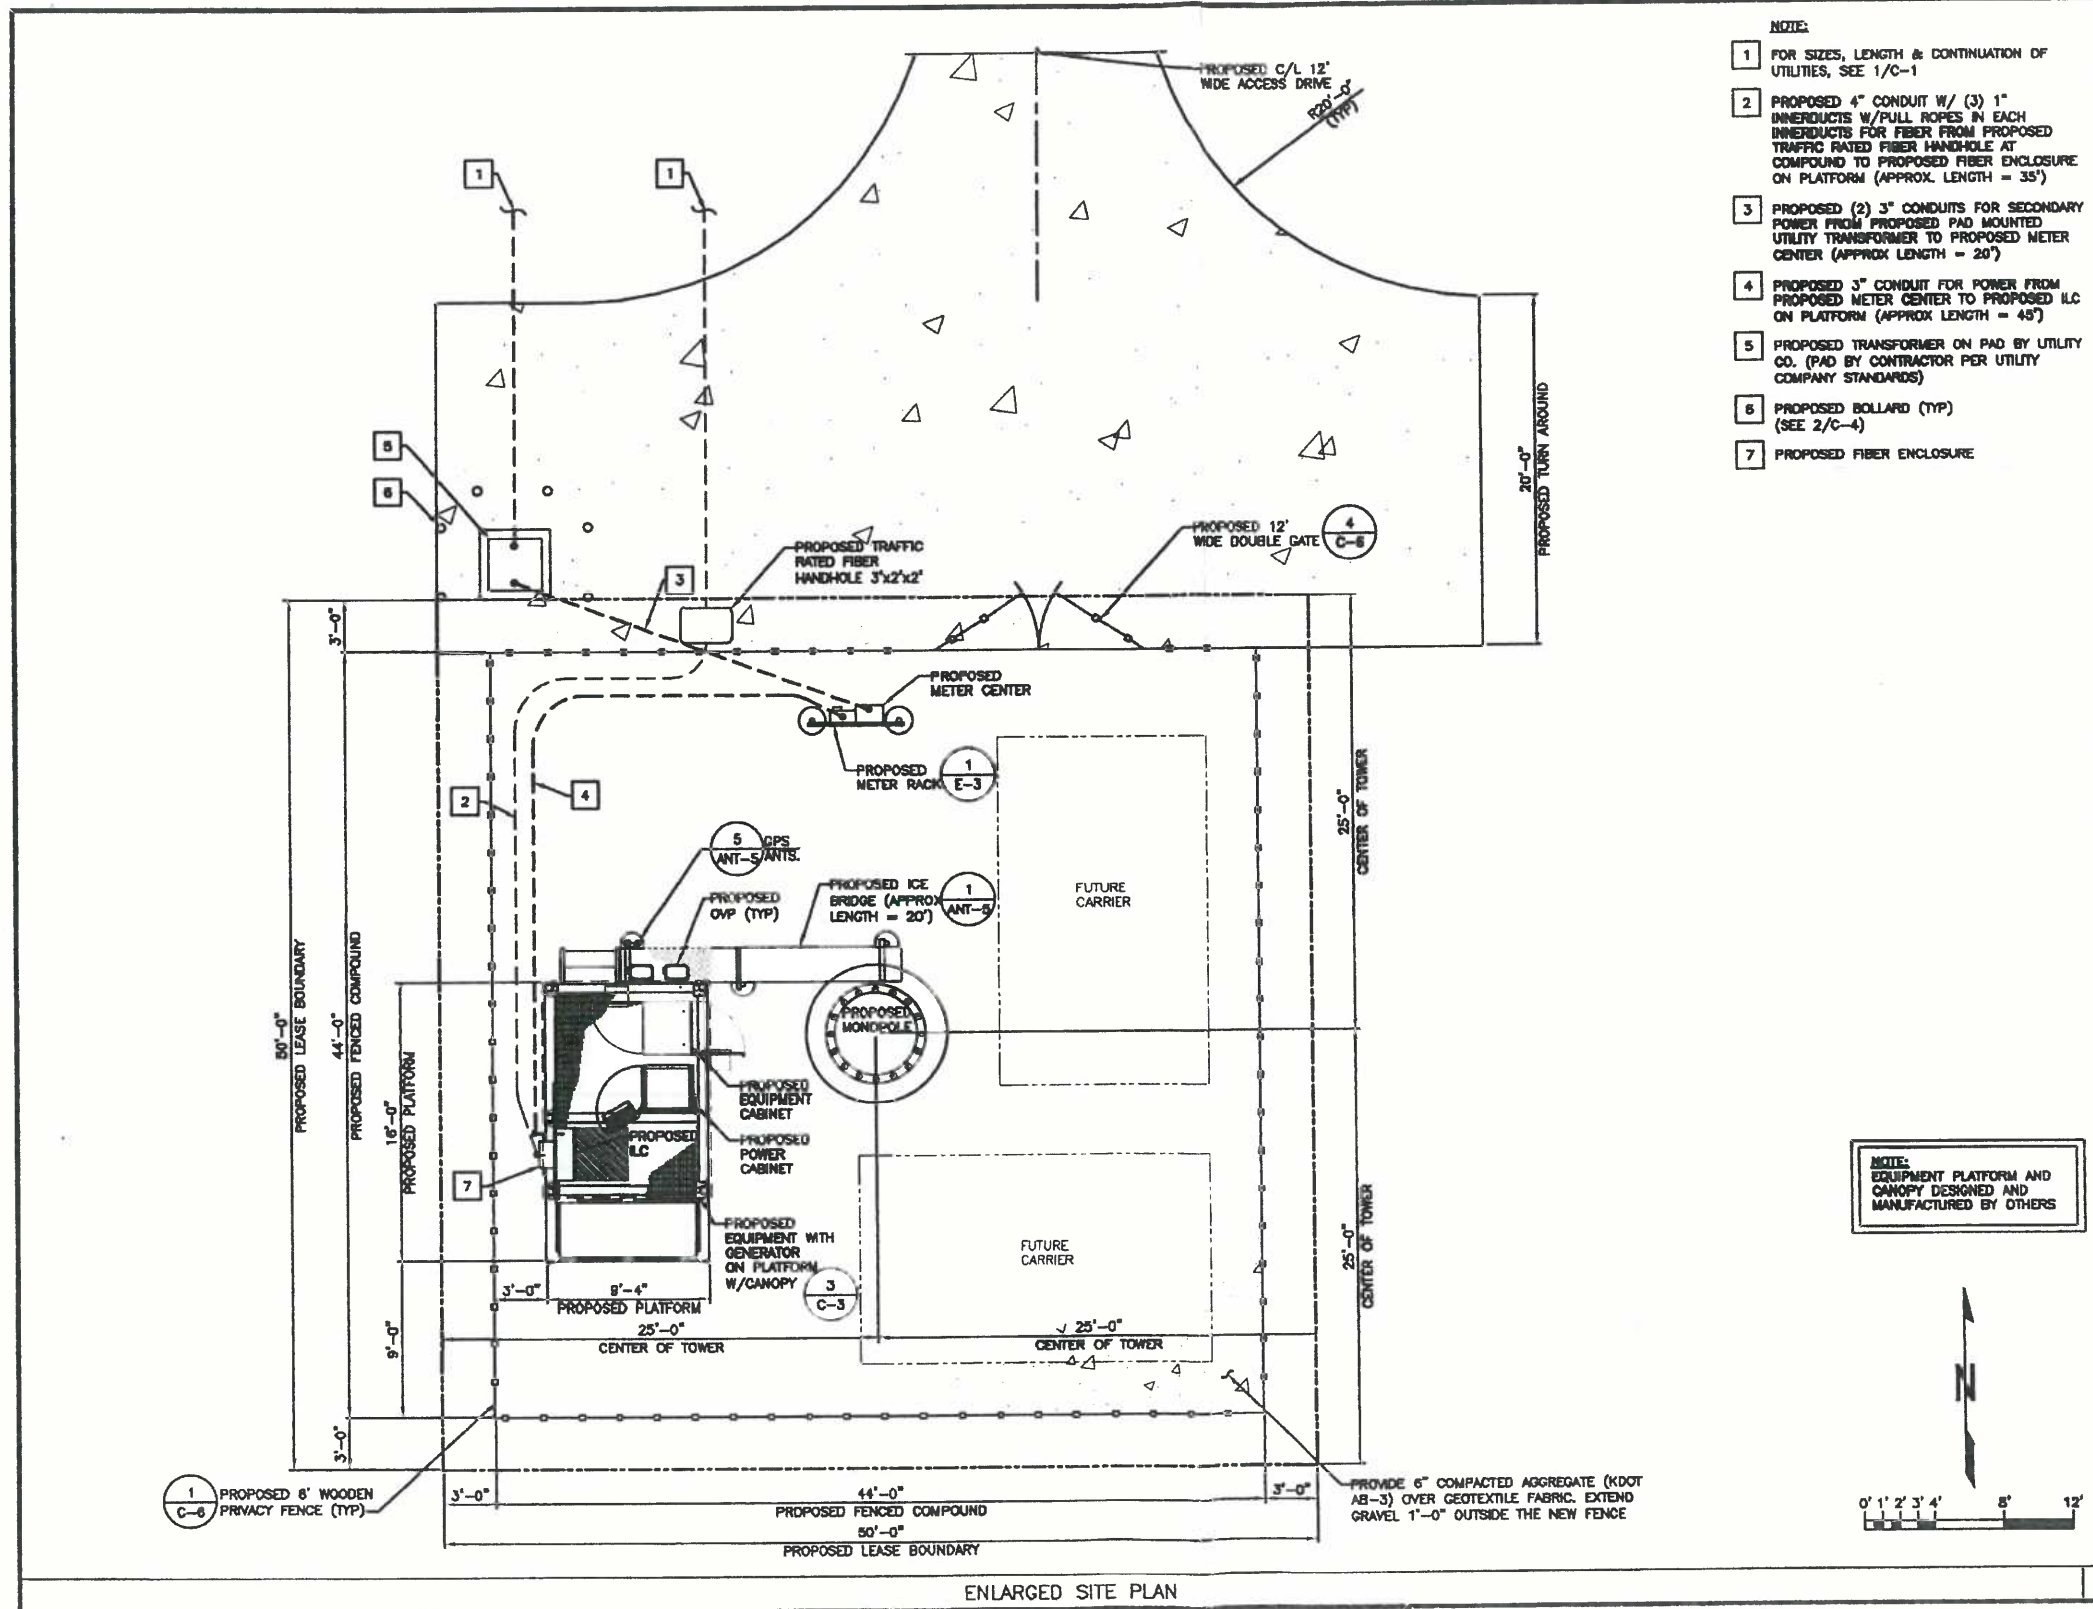 NOTE:
1 FOR SIZES, LENGTH & CONTINUATION OF
UTILITIES, SEE 1/C-1
2 PROPOSED 4" CONDUIT W/ (3) 1"
INNERDUCTS W/PULL ROPES IN EACH
INNERDUCTS FOR FIBER FROM PROPOSED
TRAFFIC RATED FIBER HANDHOLE AT
COMPOUND TO PROPOSED FIBER ENCLOSURE
ON PLATFORM (APPROX. LENGTH = 35')
3 PROPOSED (2) 3" CONDUITS FOR SECONDARY
POWER FROM PROPOSED PAD MOUNTED
UTILITY TRANSFORMER TO PROPOSED METER
CENTER (APPROX LENGTH = 20')
4 PROPOSED 3" CONDUIT FOR POWER FROM
PROPOSED METER CENTER TO PROPOSED ILC
ON PLATFORM (APPROX LENGTH = 45')
5 PROPOSED TRANSFORMER ON PAD BY UTILITY
CO. (PAD BY CONTRACTOR PER UTILITY
COMPANY STANDARDS)
6 PROPOSED BOLLARD (TYP)
(SEE 2/C-4)
7 PROPOSED FIBER ENCLOSURE
PROPOSED C/L 12'
WIDE ACCESS DRIVE
R20'-0"
(TYP)
1
1
5
6
3
PROPOSED TRAFFIC
RATED FIBER
HANDHOLE 3'x2'x2'
PROPOSED 12'
WIDE DOUBLE GATE
4
C-6
20'-0"
PROPOSED TURN AROUND
3'-0"
PROPOSED
METER CENTER
PROPOSED
METER RACK
1
E-3
2
4
25'-0"
CENTER OF TOWER
5
ANT-5
GPS
ANTS.
PROPOSED
OVP (TYP)
PROPOSED ICE
BRIDGE (APPROX
LENGTH = 20')
1
ANT-5
FUTURE
CARRIER
50'-0"
PROPOSED LEASE BOUNDARY
44'-0"
PROPOSED FENCED COMPOUND
16'-0"
PROPOSED PLATFORM
PROPOSED
MONOPOLE
PROPOSED
EQUIPMENT
CABINET
PROPOSED
ILC
PROPOSED
POWER
CABINET
7
PROPOSED
EQUIPMENT WITH
GENERATOR
ON PLATFORM
W/CANOPY
3
C-3
FUTURE
CARRIER
25'-0"
CENTER OF TOWER
3'-0"
9'-4"
PROPOSED PLATFORM
9'-0"
25'-0"
CENTER OF TOWER
25'-0"
CENTER OF TOWER
3'-0"
NOTE:
EQUIPMENT PLATFORM AND
CANOPY DESIGNED AND
MANUFACTURED BY OTHERS
N
1
C-6
PROPOSED 6' WOODEN
PRIVACY FENCE (TYP)
3'-0"
44'-0"
PROPOSED FENCED COMPOUND
3'-0"
50'-0"
PROPOSED LEASE BOUNDARY
PROVIDE 6" COMPACTED AGGREGATE (KDOT
AB-3) OVER GEOTEXTILE FABRIC. EXTEND
GRAVEL 1'-0" OUTSIDE THE NEW FENCE
0' 1' 2' 3' 4' 8' 12'
ENLARGED SITE PLAN